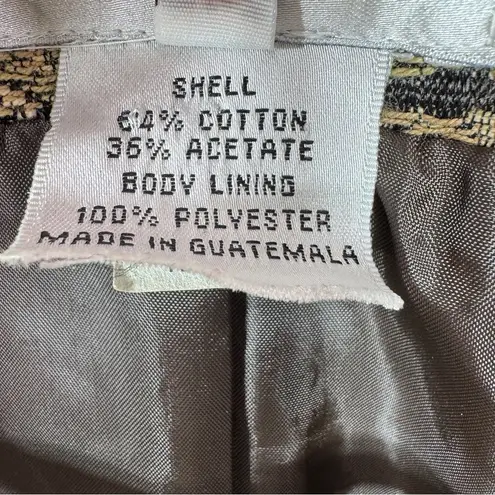 SHELL
64% COTTON
36% ACETATE
BODY LINING
100% POLYESTER
MADE IN GUATEMALA